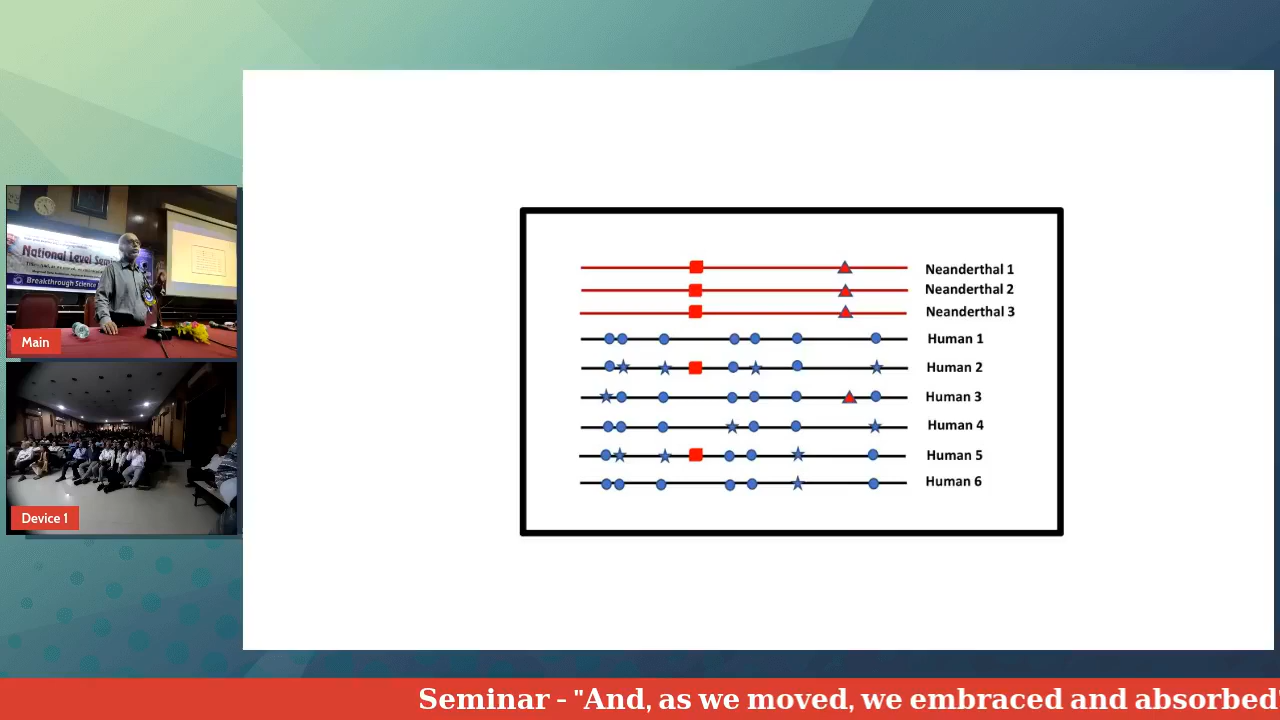 Neanderthal 1
Neanderthal 2
Neanderthal 3
Human 1
Human 2
Human 3
Human 4
Human 5
Human 6
National Level
Breakthrough Science
Main
Device 1
Seminar - "And, as we moved, we embraced and absorbed"